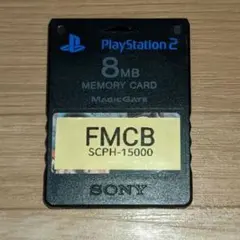 PlayStation 2
8MB
MEMORY CARD
MagicGate
FMCB
SCPH-15000
SONY